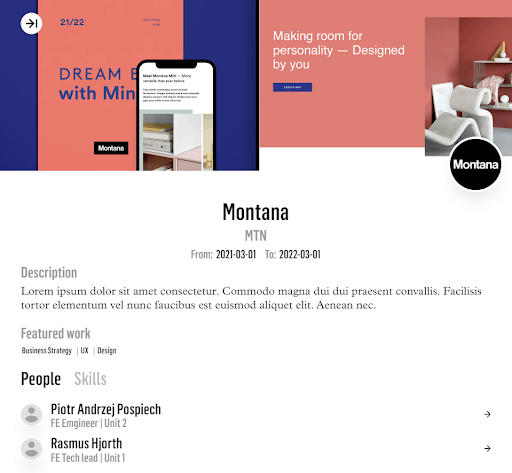 21/22
DREAM B
with Min
Montana
Meet Montana Mini — More
versatile than ever before
Making room for
personality — Designed
by you
Explore now
Montana
Montana
MTN
From: 2021-03-01 To: 2022-03-01
Description
Lorem ipsum dolor sit amet consectetur. Commodo magna dui dui praesent convallis. Facilisis
tortor elementum vel nunc faucibus est euismod aliquet elit. Aenean nec.
Featured work
Business Strategy | UX | Design
People Skills
Piotr Andrzej Pospiech
FE Emgineer | Unit 2
Rasmus Hjorth
FE Tech lead | Unit 1